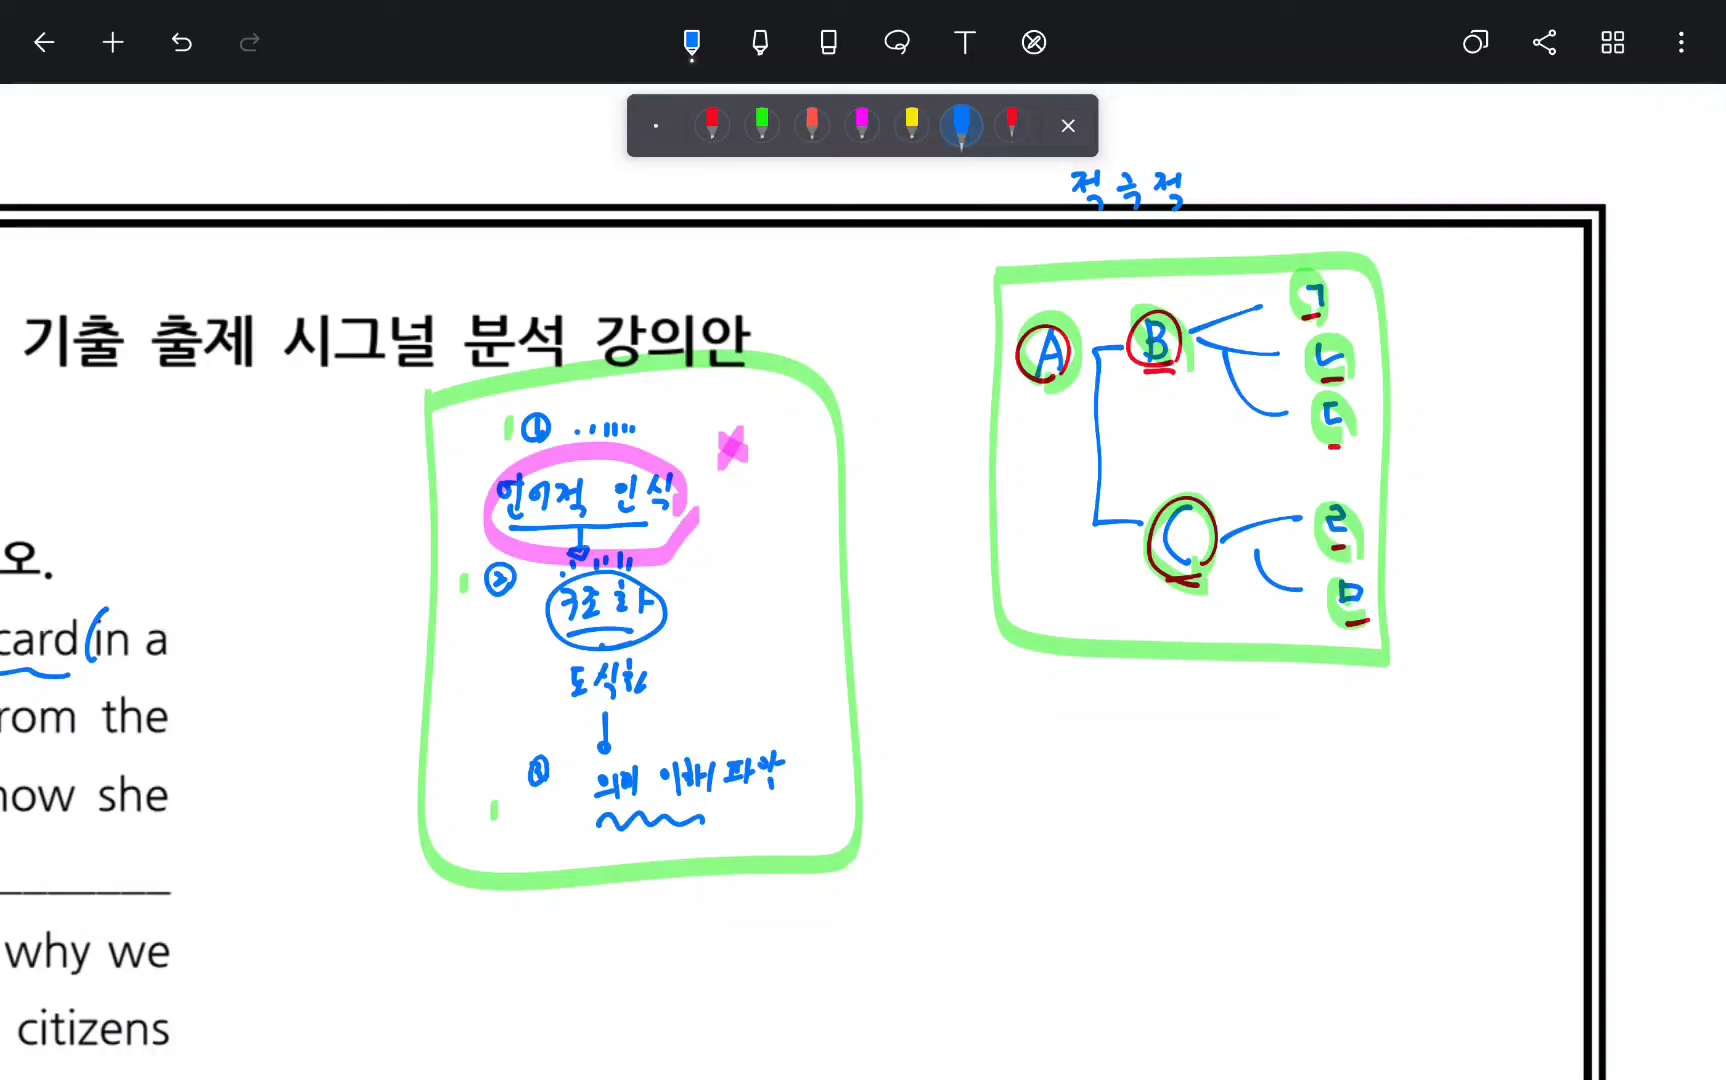 적극적
기출 출제 시그널 분석 강의안
A B ㄱ
ㄴ
ㄷ
C ㄹ
ㅁ
①
언어적 인식
② 구조화
도식화
③ 의미 이해/파악
오.
card (in a
rom the
how she
why we
citizens